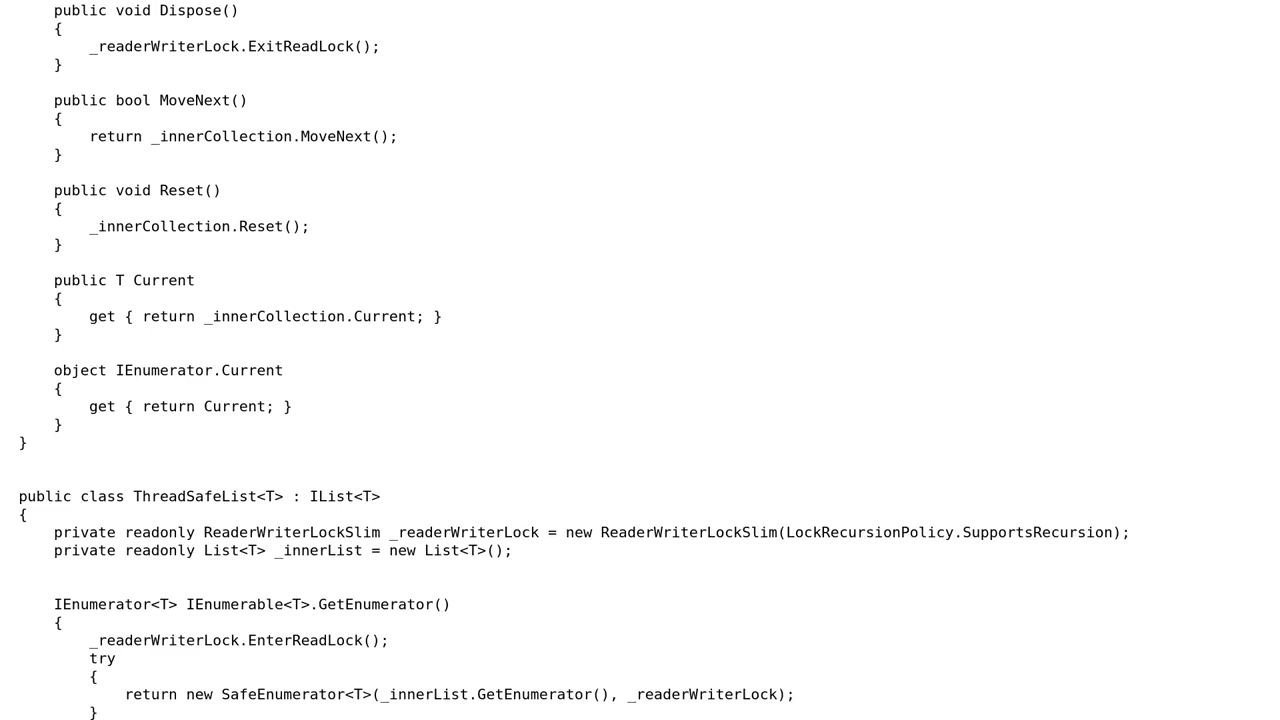 public void Dispose()
    {
        _readerWriterLock.ExitReadLock();
    }

    public bool MoveNext()
    {
        return _innerCollection.MoveNext();
    }

    public void Reset()
    {
        _innerCollection.Reset();
    }

    public T Current
    {
        get { return _innerCollection.Current; }
    }

    object IEnumerator.Current
    {
        get { return Current; }
    }
}


public class ThreadSafeList<T> : IList<T>
{
    private readonly ReaderWriterLockSlim _readerWriterLock = new ReaderWriterLockSlim(LockRecursionPolicy.SupportsRecursion);
    private readonly List<T> _innerList = new List<T>();


    IEnumerator<T> IEnumerable<T>.GetEnumerator()
    {
        _readerWriterLock.EnterReadLock();
        try
        {
            return new SafeEnumerator<T>(_innerList.GetEnumerator(), _readerWriterLock);
        }